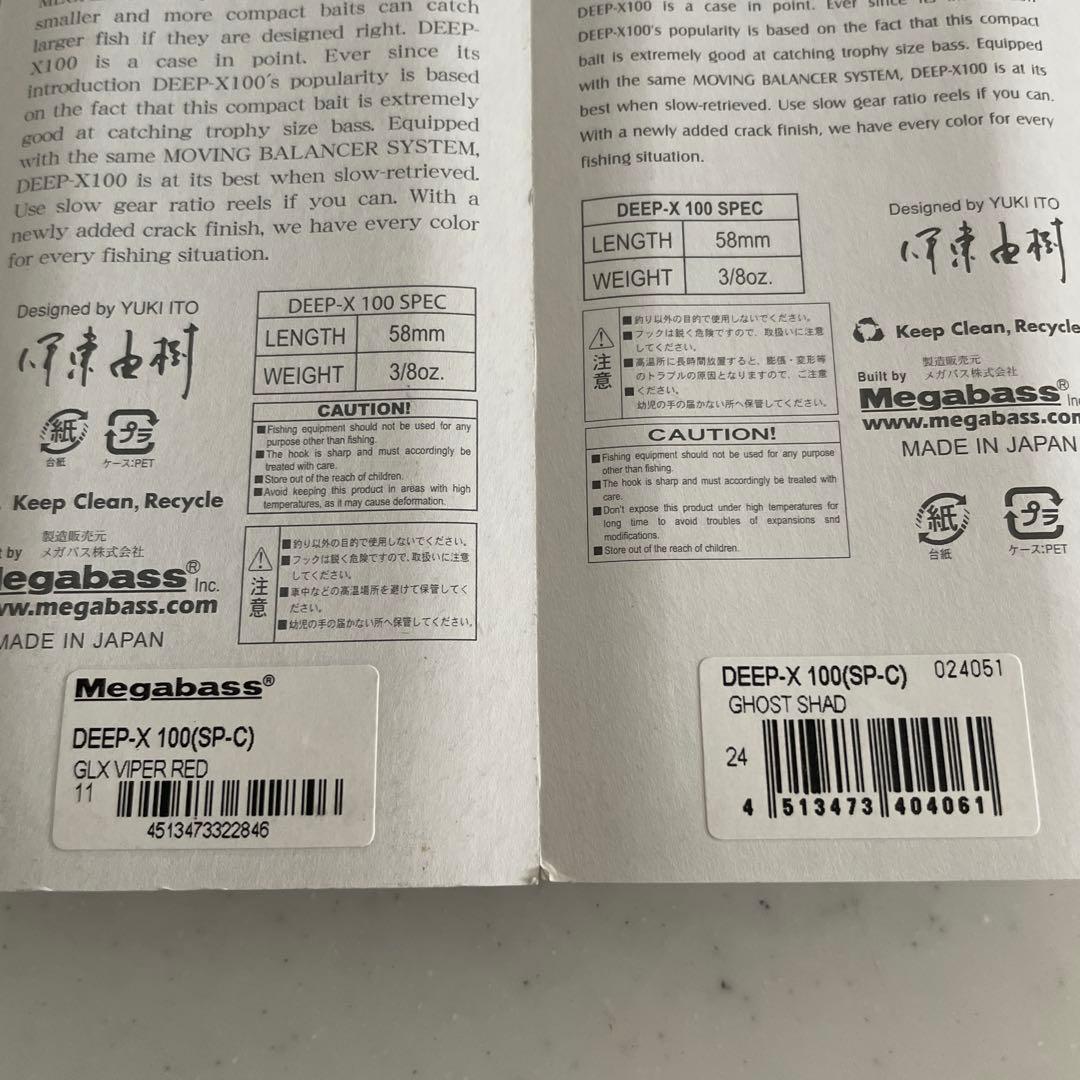 smaller and more compact baits can catch
larger fish if they are designed right. DEEP-
X100 is a case in point. Ever since its
introduction DEEP-X100's popularity is based
on the fact that this compact bait is extremely
good at catching trophy size bass. Equipped
with the same MOVING BALANCER SYSTEM,
DEEP-X100 is at its best when slow-retrieved.
Use slow gear ratio reels if you can. With a
newly added crack finish, we have every color
for every fishing situation.
Designed by YUKI ITO
伊東由樹
DEEP-X 100 SPEC
LENGTH 58mm
WEIGHT 3/8oz.
紙
台紙
プラ
ケース:PET
CAUTION!
■Fishing equipment should not be used for any
purpose other than fishing.
■The hook is sharp and must accordingly be
treated with care.
■Store out of the reach of children.
■Avoid keeping this product in areas with high
temperatures, as it may cause deformation.
Keep Clean, Recycle
製造販売元
t by メガバス株式会社
egabass® Inc.
ww.megabass.com
MADE IN JAPAN
注意
■釣り以外の目的で使用しないでください。
■フックは鋭く危険ですので、取扱いに注意
してください。
■車中などの高温場所を避けて保管してく
ださい。
■幼児の手の届かない所へ保管してください。
Megabass®
DEEP-X 100(SP-C)
GLX VIPER RED
11
4513473322846
DEEP-X100 is a case in point. Ever since its
DEEP-X100's popularity is based on the fact that this compact
bait is extremely good at catching trophy size bass. Equipped
with the same MOVING BALANCER SYSTEM, DEEP-X100 is at its
best when slow-retrieved. Use slow gear ratio reels if you can.
With a newly added crack finish, we have every color for every
fishing situation.
DEEP-X 100 SPEC
LENGTH 58mm
WEIGHT 3/8oz.
Designed by YUKI ITO
伊東由樹
注意
■釣り以外の目的で使用しないでください。
■フックは鋭く危険ですので、取扱いに注意
してください。
■高温所に長時間放置すると、膨張・変形等
のトラブルの原因となりますので、ご注意
■ください。
幼児の手の届かない所へ保管してください。
Keep Clean, Recycle
製造販売元
Built by メガバス株式会社
Megabass® Inc
www.megabass.com
MADE IN JAPAN
CAUTION!
■Fishing equipment should not be used for any purpose
other than fishing.
■The hook is sharp and must accordingly be treated with
care.
■Don't expose this product under high temperatures for
long time to avoid troubles of expansions snd
modifications.
■Store out of the reach of children.
紙
台紙
プラ
ケース:PET
DEEP-X 100(SP-C) 024051
GHOST SHAD
24
4 513473 404061